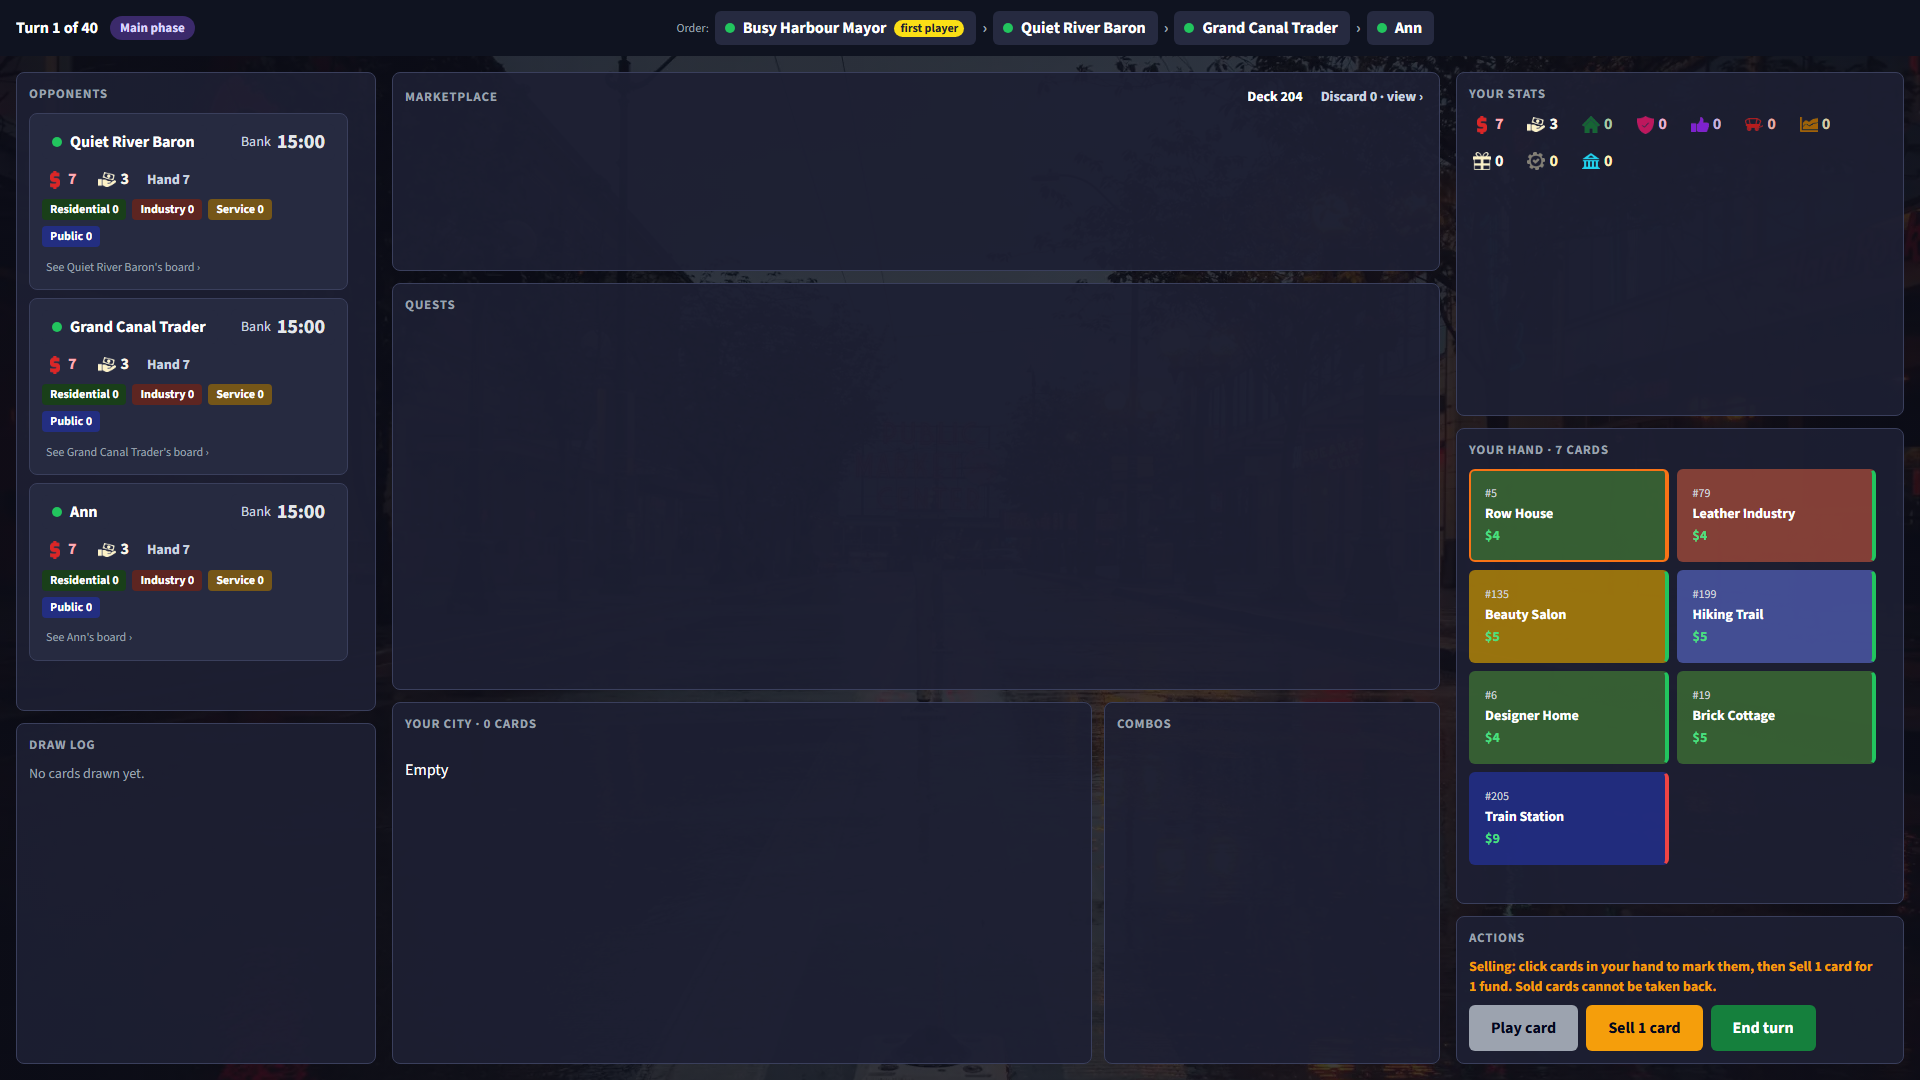 Turn 1 of 40 Main phase
Order: Busy Harbour Mayor first player › Quiet River Baron › Grand Canal Trader › Ann
OPPONENTS
Quiet River Baron Bank 15:00
7 3 Hand 7
Residential 0 Industry 0 Service 0
Public 0
See Quiet River Baron's board ›
Grand Canal Trader Bank 15:00
7 3 Hand 7
Residential 0 Industry 0 Service 0
Public 0
See Grand Canal Trader's board ›
Ann Bank 15:00
7 3 Hand 7
Residential 0 Industry 0 Service 0
Public 0
See Ann's board ›
DRAW LOG
No cards drawn yet.
MARKETPLACE Deck 204 Discard 0 · view ›
QUESTS
YOUR CITY · 0 CARDS
Empty
COMBOS
YOUR STATS
7 3 0 0 0 0 0
0 0 0
YOUR HAND · 7 CARDS
#5
Row House
$4
#79
Leather Industry
$4
#135
Beauty Salon
$5
#199
Hiking Trail
$5
#6
Designer Home
$4
#19
Brick Cottage
$5
#205
Train Station
$9
ACTIONS
Selling: click cards in your hand to mark them, then Sell 1 card for
1 fund. Sold cards cannot be taken back.
Play card Sell 1 card End turn